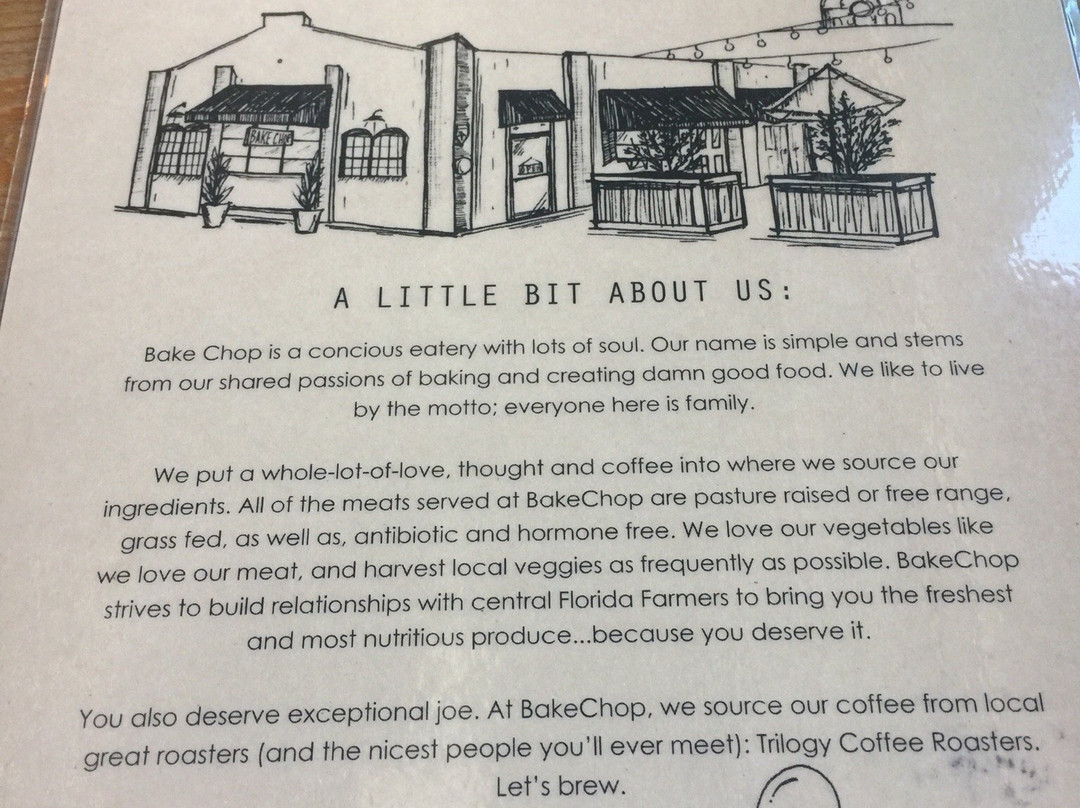 BAKE CHOP
OPEN
A LITTLE BIT ABOUT US:
Bake Chop is a concious eatery with lots of soul. Our name is simple and stems
from our shared passions of baking and creating damn good food. We like to live
by the motto; everyone here is family.
We put a whole-lot-of-love, thought and coffee into where we source our
ingredients. All of the meats served at BakeChop are pasture raised or free range,
grass fed, as well as, antibiotic and hormone free. We love our vegetables like
we love our meat, and harvest local veggies as frequently as possible. BakeChop
strives to build relationships with central Florida Farmers to bring you the freshest
and most nutritious produce...because you deserve it.
You also deserve exceptional joe. At BakeChop, we source our coffee from local
great roasters (and the nicest people you'll ever meet): Trilogy Coffee Roasters.
Let's brew.